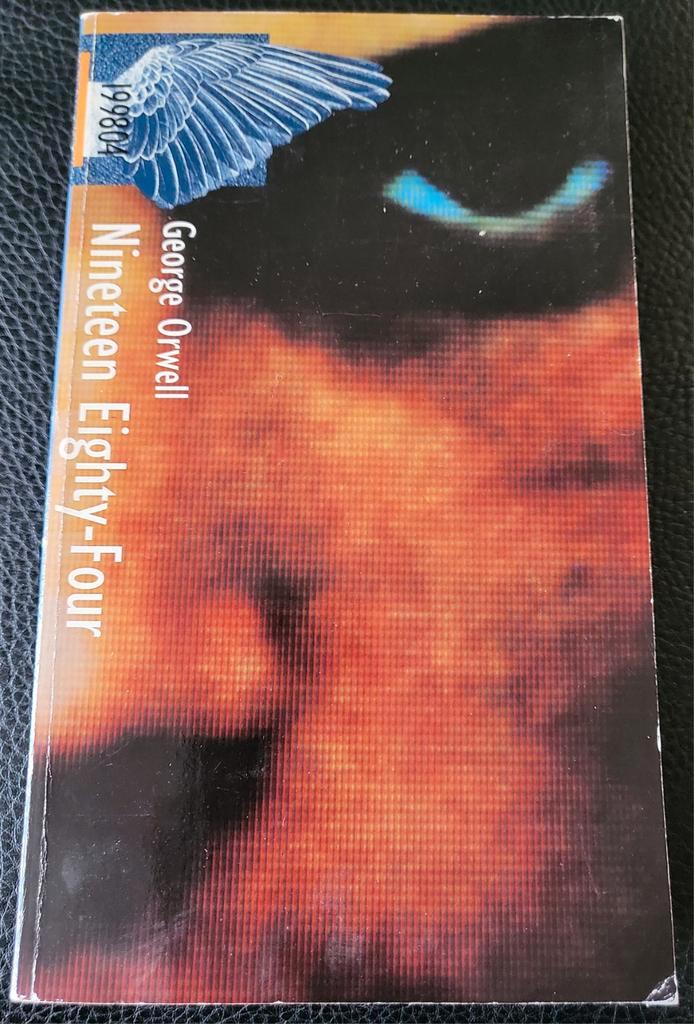 199804
George Orwell
Nineteen Eighty-Four